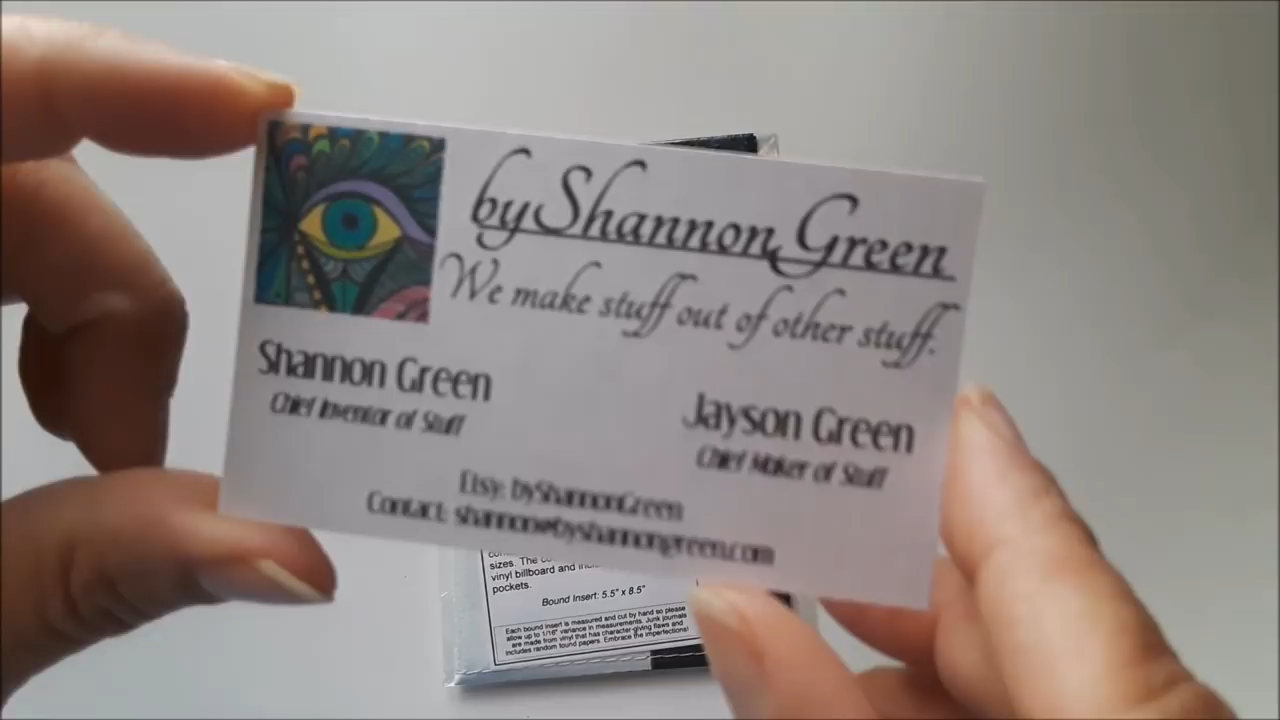 byShannonGreen
We make stuff out of other stuff.
Shannon Green
Chief Inventor of Stuff
Jayson Green
Chief Maker of Stuff
Etsy: byShannonGreen
Contact: shannon@byshannongreen.com
sizes. The
vinyl billboard and
pockets.
Bound Insert: 5.5" x 8.5"
Each bound insert is measured and cut by hand so please
allow up to 1/16" variance in measurements. Junk journals
are made from vinyl that has character-giving flaws and
includes random found papers. Embrace the imperfections!